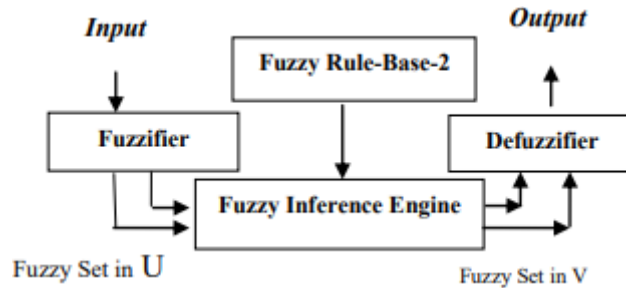 Input
Output
Fuzzy Rule-Base-2
Fuzzifier
Defuzzifier
Fuzzy Inference Engine
Fuzzy Set in U
Fuzzy Set in V